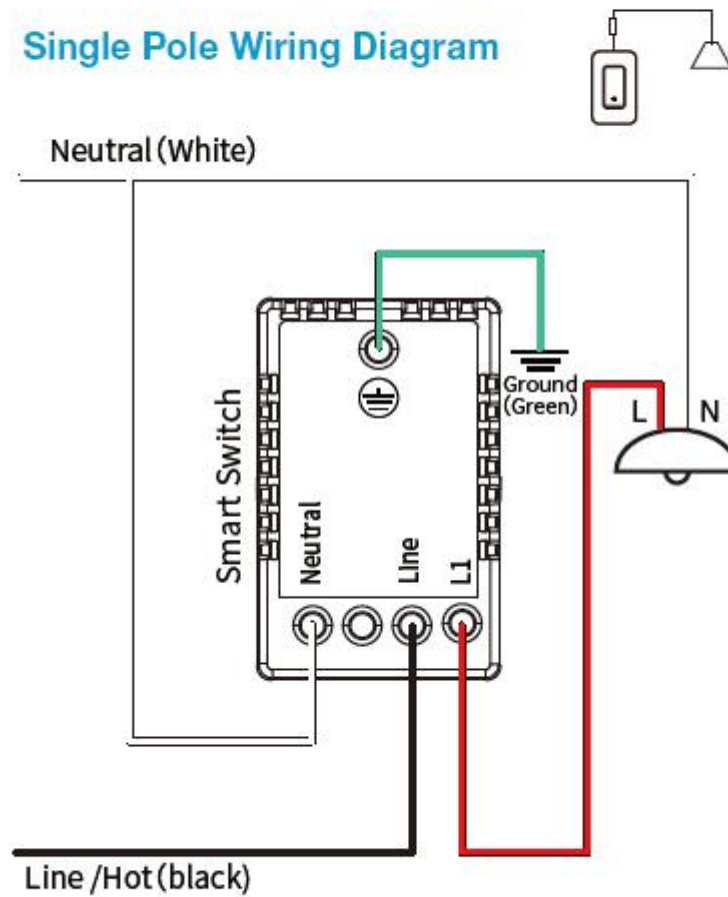 Single Pole Wiring Diagram
Neutral(White)
Ground
(Green)
L
N
Smart Switch
Neutral
Line
L1
Line /Hot(black)